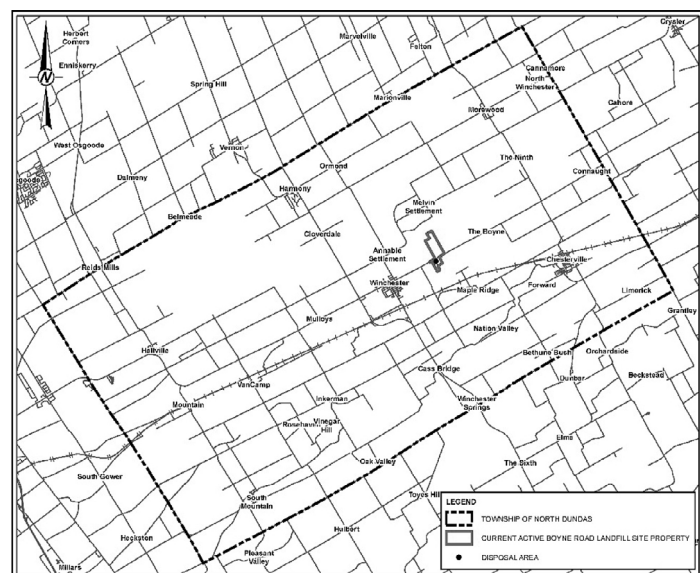 Herbert
Corners
Enniskerry
Marvelville
Felton
Crysler
Cannamore
North
Winchester
Spring Hill
Marionville
Morewood
Cahore
West Osgoode
Vernon
Ormond
The Ninth
Dalmeny
Connaught
Harmony
Melvin
Settlement
Belmeade
Cloverdale
The Boyne
Annable
Settlement
Chesterville
Reids Mills
Winchester
Maple Ridge
Forward
Limerick
Mulloys
Grantley
Nation Valley
Hallville
Bethune Bush
Orchardside
Cass Bridge
VanCamp
Dunbar
Beckstead
Mountain
Inkerman
Winchester
Springs
Vinegar
Hill
Elma
Oak Valley
The Sixth
South Gower
South
Mountain
Toyes Hill
Hulbert
Heckston
Pleasant
Valley
Millars
N
LEGEND
TOWNSHIP OF NORTH DUNDAS
CURRENT ACTIVE BOYNE ROAD LANDFILL SITE PROPERTY
DISPOSAL AREA